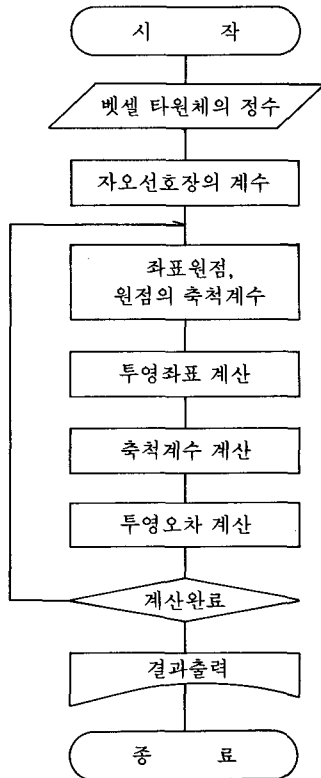 시 작
벳셀 타원체의 정수
자오선호장의 계수
좌표원점,
원점의 축척계수
투영좌표 계산
축척계수 계산
투영오차 계산
계산완료
결과출력
종 료